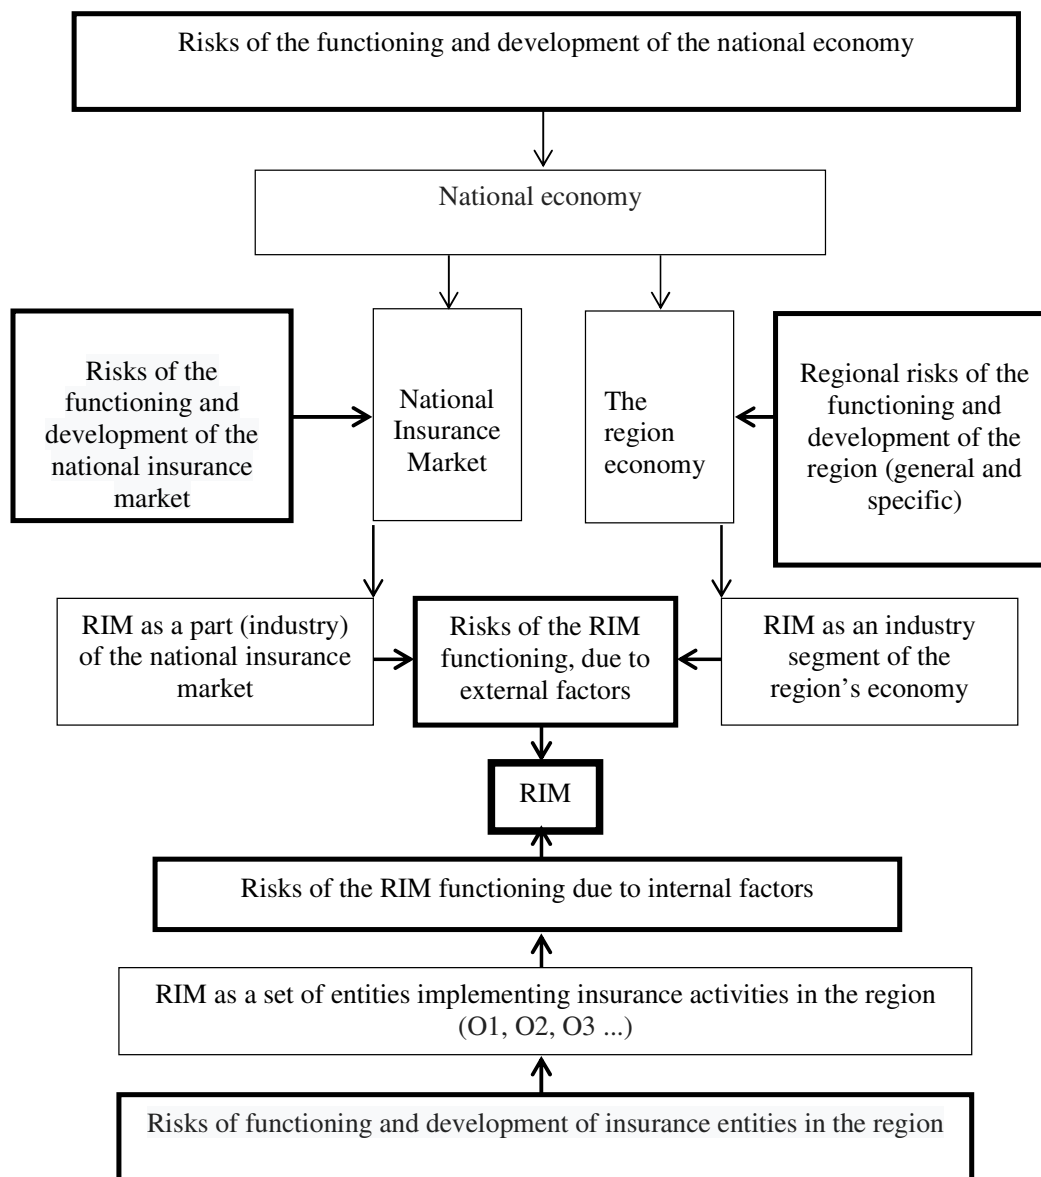 Risks of the functioning and development of the national economy
National economy
Risks of the
functioning and
development of the
national insurance
market
National
Insurance
Market
The
region
economy
Regional risks of the
functioning and
development of the
region (general and
specific)
RIM as a part (industry)
of the national insurance
market
Risks of the RIM
functioning, due to
external factors
RIM as an industry
segment of the
region’s economy
RIM
Risks of the RIM functioning due to internal factors
RIM as a set of entities implementing insurance activities in the region
(O1, O2, O3 ...)
Risks of functioning and development of insurance entities in the region